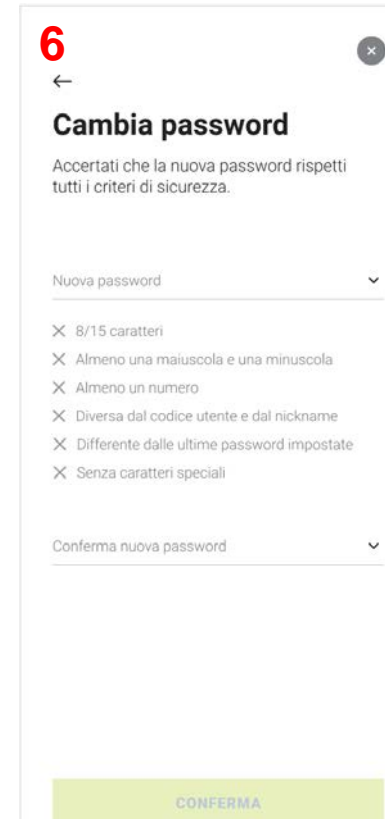 6
Cambia password
Accertati che la nuova password rispetti
tutti i criteri di sicurezza.
Nuova password
8/15 caratteri
Almeno una maiuscola e una minuscola
Almeno un numero
Diversa dal codice utente e dal nickname
Differente dalle ultime password impostate
Senza caratteri speciali
Conferma nuova password
CONFERMA